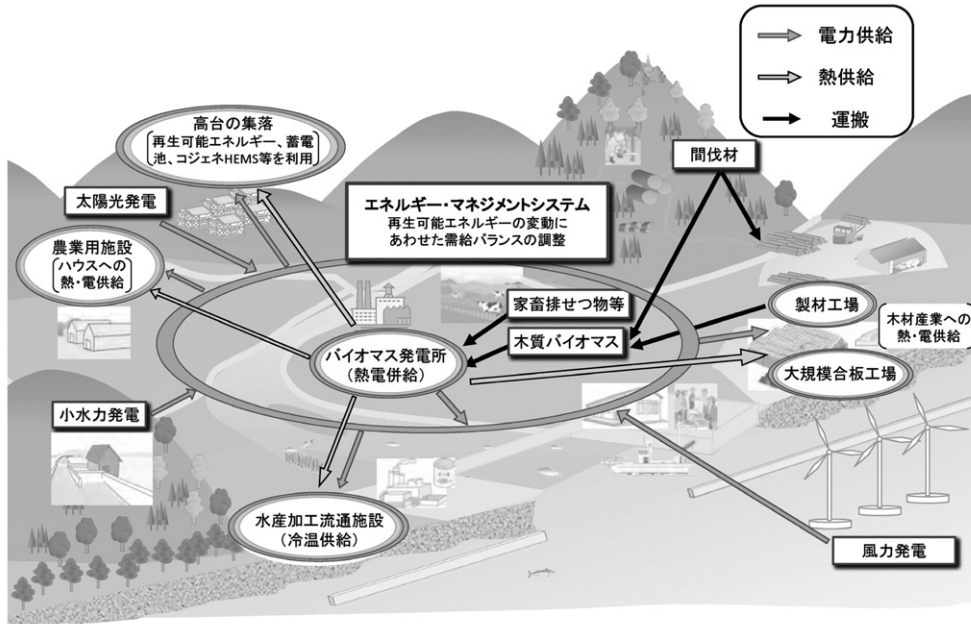 電力供給
熱供給
運搬
高台の集落
再生可能エネルギー、蓄電
池、コジェネHEMS等を利用
間伐材
太陽光発電
エネルギー・マネジメントシステム
再生可能エネルギーの変動に
あわせた需給バランスの調整
農業用施設
ハウスへの
熱・電供給
家畜排せつ物等
製材工場
木材産業への
熱・電供給
木質バイオマス
バイオマス発電所
（熱電併給）
大規模合板工場
小水力発電
水産加工流通施設
（冷温供給）
風力発電